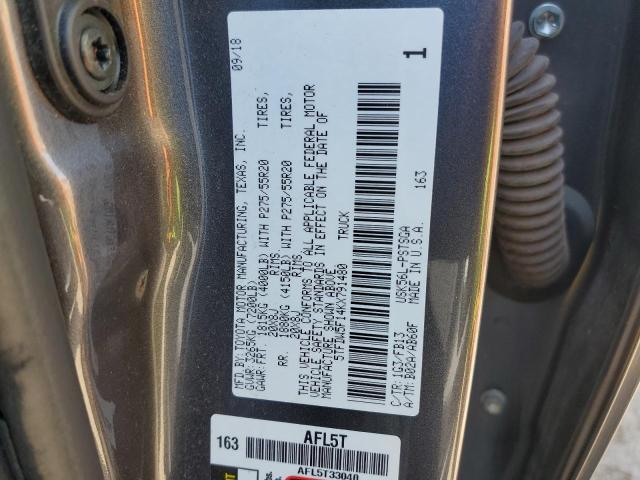 MFD.BY:TOYOTA MOTOR MANUFACTURING, TEXAS, INC. 09/18
GVWR: 3265KG (7200LB)
GAWR: FRT. 1815KG (4000LB) WITH P275/55R20 TIRES,
20x8J RIMS
RR. 1880KG (4150LB) WITH P275/55R20 TIRES,
20x8J RIMS
THIS VEHICLE CONFORMS TO ALL APPLICABLE FEDERAL MOTOR
VEHICLE SAFETY STANDARDS IN EFFECT ON THE DATE OF
MANUFACTURE SHOWN ABOVE.
5TFDW5F14KX791480 TRUCK
C/TR: 1G3/FB13 USK56L-PSTSGA 163
A/TM: B02A/AB60F MADE IN U.S.A.
1
163 AFL5T
AFL5T33040